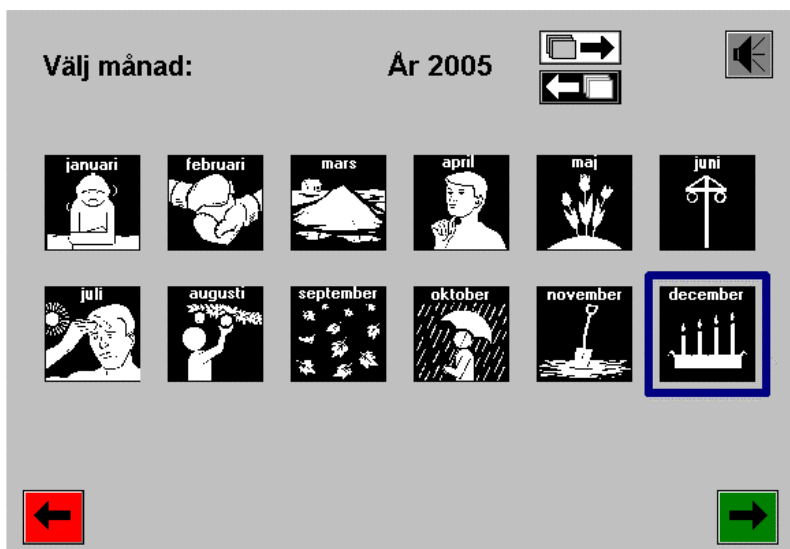 Välj månad:
År 2005
januari
februari
mars
april
maj
juni
juli
augusti
september
oktober
november
december